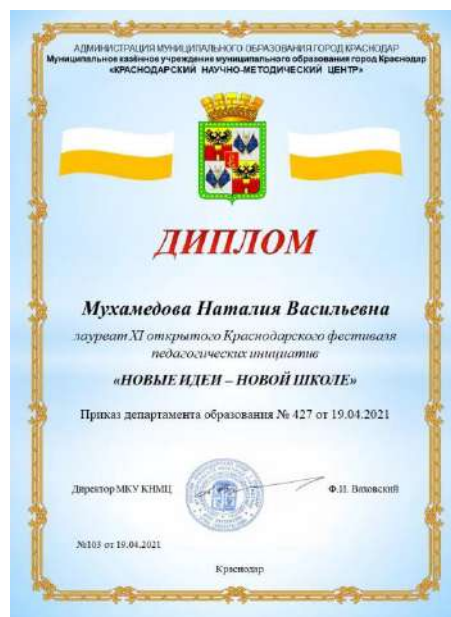 АДМИНИСТРАЦИЯ МУНИЦИПАЛЬНОГО ОБРАЗОВАНИЯ ГОРОД КРАСНОДАР
Муниципальное казённое учреждение муниципального образования город Краснодар
«КРАСНОДАРСКИЙ НАУЧНО-МЕТОДИЧЕСКИЙ ЦЕНТР»
ДИПЛОМ
Мухамедова Наталия Васильевна
лауреат XI открытого Краснодарского фестиваля
педагогических инициатив
«НОВЫЕ ИДЕИ – НОВОЙ ШКОЛЕ»
Приказ департамента образования № 427 от 19.04.2021
Директор МКУ КНМЦ
Ф.И. Ваховский
№103 от 19.04.2021
Краснодар